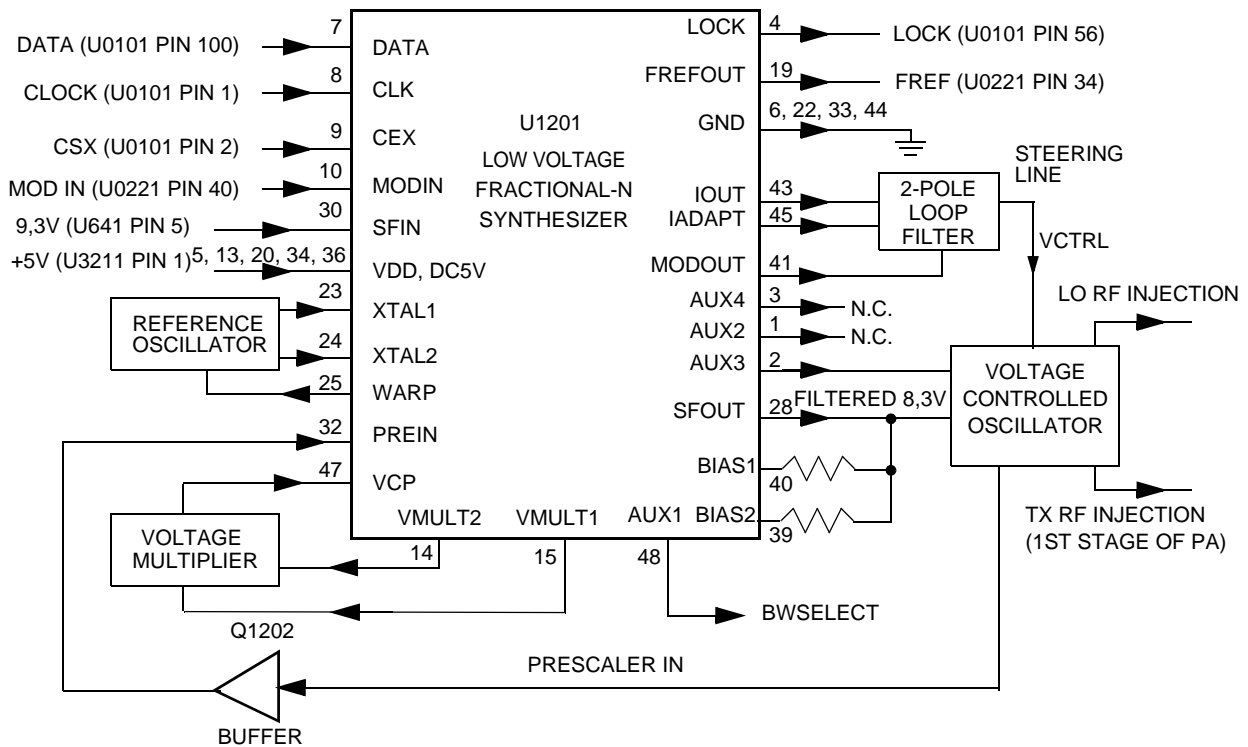 DATA (U0101 PIN 100)
CLOCK (U0101 PIN 1)
CSX (U0101 PIN 2)
MOD IN (U0221 PIN 40)
9,3V (U641 PIN 5)
+5V (U3211 PIN 1)
7
8
9
10
30
5, 13, 20, 34, 36
23
24
25
32
47
DATA
CLK
CEX
MODIN
SFIN
VDD, DC5V
XTAL1
XTAL2
WARP
PREIN
VCP
REFERENCE
OSCILLATOR
VOLTAGE
MULTIPLIER
U1201
LOW VOLTAGE
FRACTIONAL-N
SYNTHESIZER
VMULT2
VMULT1
AUX1
14
15
48
BWSELECT
LOCK
FREFOUT
GND
IOUT
IADAPT
MODOUT
AUX4
AUX2
AUX3
SFOUT
BIAS1
BIAS2
4
19
6, 22, 33, 44
43
45
41
3
1
2
28
40
39
LOCK (U0101 PIN 56)
FREF (U0221 PIN 34)
2-POLE
LOOP
FILTER
STEERING
LINE
VCTRL
N.C.
N.C.
FILTERED 8,3V
LO RF INJECTION
VOLTAGE
CONTROLLED
OSCILLATOR
TX RF INJECTION
(1ST STAGE OF PA)
Q1202
BUFFER
PRESCALER IN